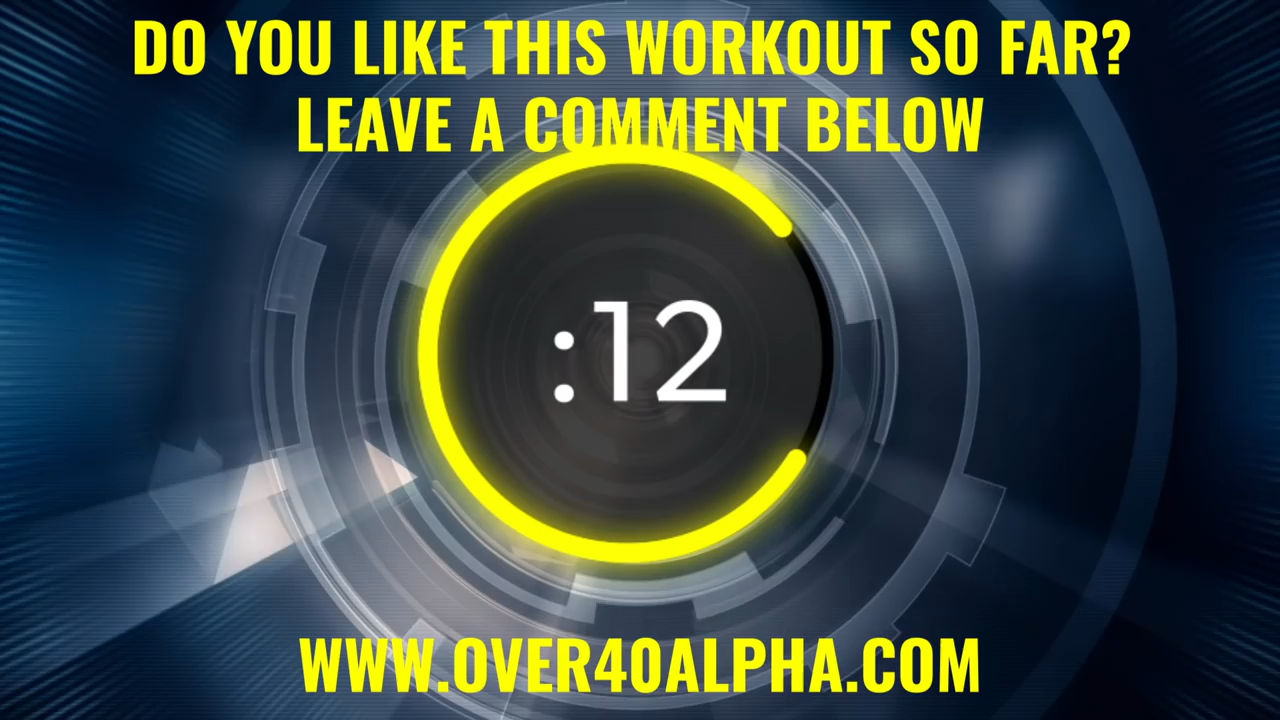 DO YOU LIKE THIS WORKOUT SO FAR?
LEAVE A COMMENT BELOW
:12
WWW.OVER40ALPHA.COM